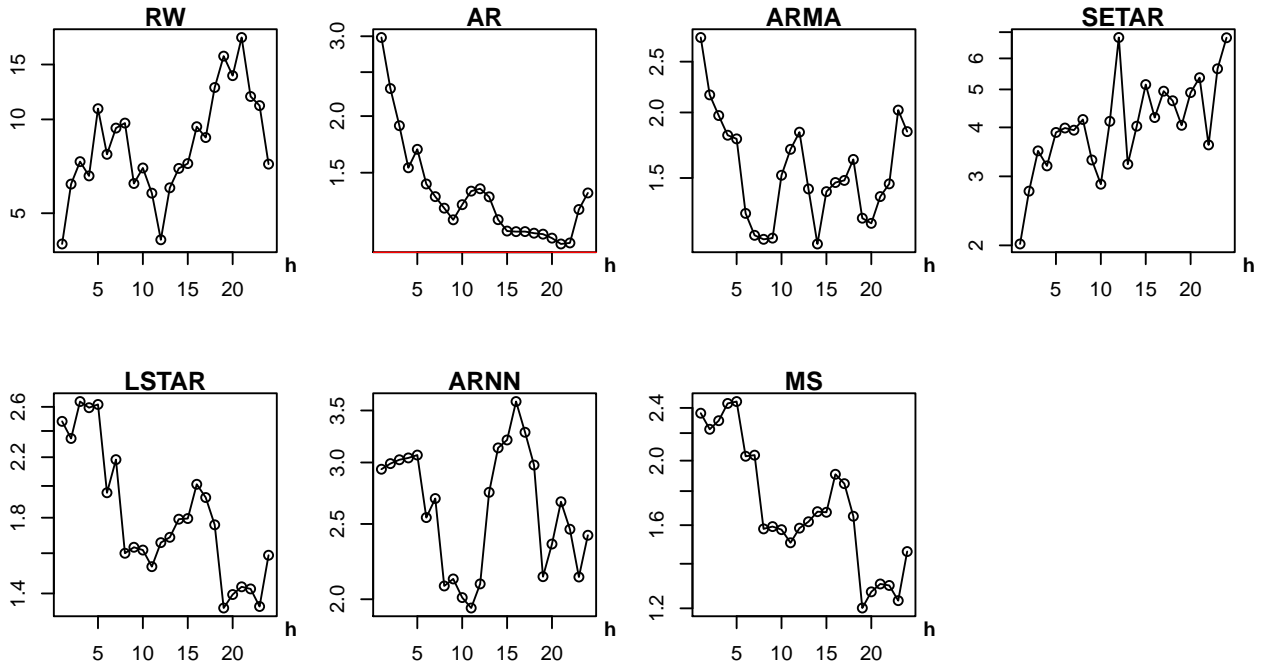 RW AR ARMA SETAR
5 10 15
1.5 2.0 3.0
1.5 2.0 2.5
2 3 4 5 6
5 10 15 20 h
5 10 15 20 h
5 10 15 20 h
5 10 15 20 h
LSTAR ARNN MS
1.4 1.8 2.2 2.6
2.0 2.5 3.0 3.5
1.2 1.6 2.0 2.4
5 10 15 20 h
5 10 15 20 h
5 10 15 20 h